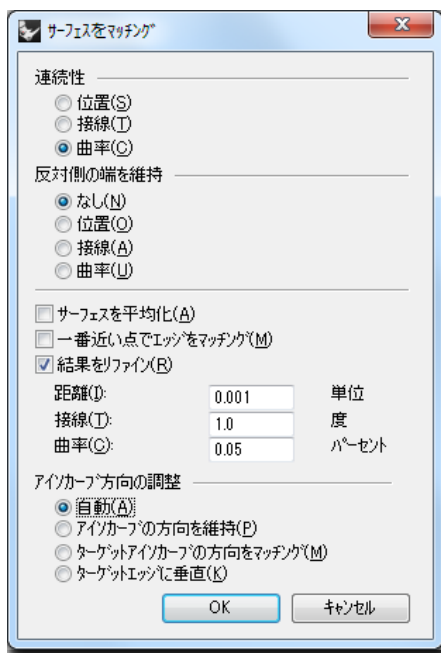 サーフェスをマッチング
連続性
位置(S)
接線(T)
曲率(C)
反対側の端を維持
なし(N)
位置(O)
接線(A)
曲率(U)
サーフェスを平均化(A)
一番近い点でエッジをマッチング(M)
結果をリファイン(R)
距離(I): 0.001 単位
接線(T): 1.0 度
曲率(C): 0.05 パーセント
アイソカーブ方向の調整
自動(A)
アイソカーブの方向を維持(P)
ターゲットアイソカーブの方向をマッチング(M)
ターゲットエッジに垂直(K)
OK キャンセル